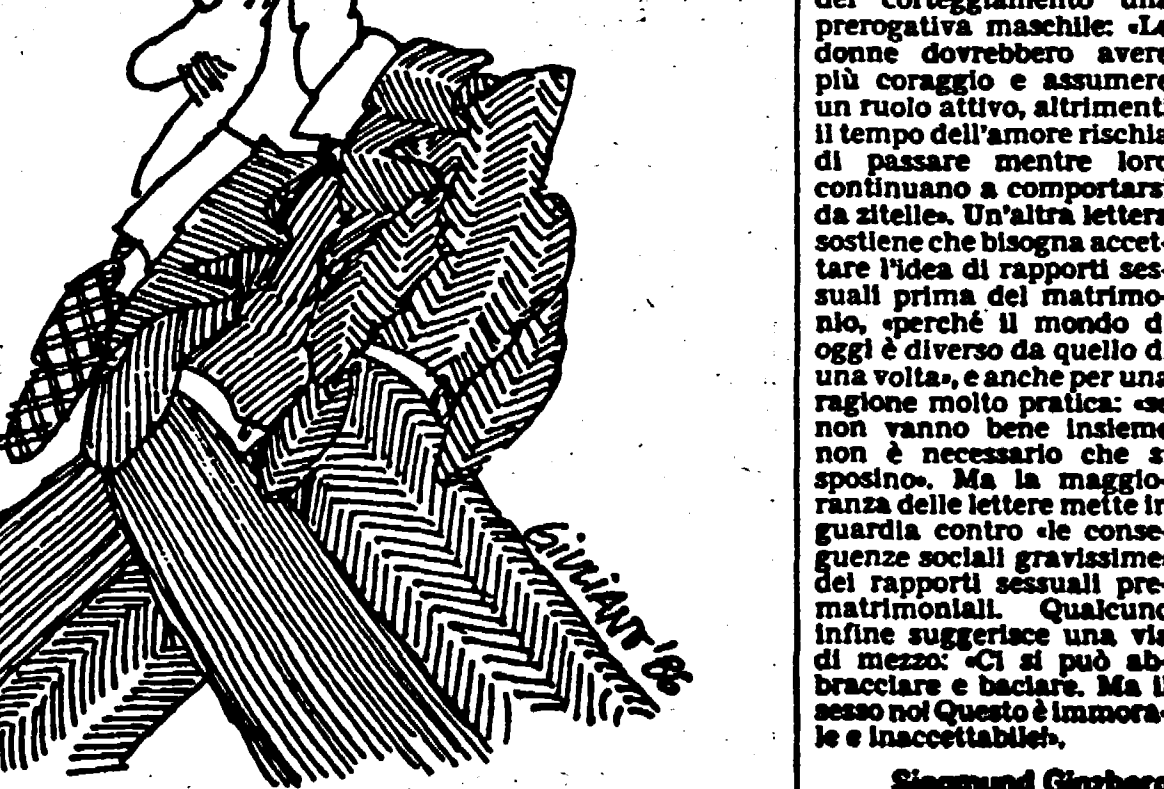 del corteggiamento una
prerogativa maschile: «Le
donne dovrebbero avere
più coraggio e assumere
un ruolo attivo, altrimenti
il tempo dell'amore rischia
di passare mentre loro
continuano a comportarsi
da zitelle». Un'altra lettera
sostiene che bisogna accet-
tare l'idea di rapporti ses-
suali prima del matrimo-
nio, «perché il mondo di
oggi è diverso da quello di
una volta», e anche per una
ragione molto pratica: «se
non vanno bene insieme
non è necessario che si
sposino». Ma la maggio-
ranza delle lettere mette in
guardia contro «le conse-
guenze sociali gravissime»
dei rapporti sessuali pre-
matrimoniali. Qualcuno
infine suggerisce una via
di mezzo: «Ci si può ab-
bracciare e baciare. Ma il
sesso no! Questo è immora-
le e inaccettabile!».
Siegmund Ginzberg
'86